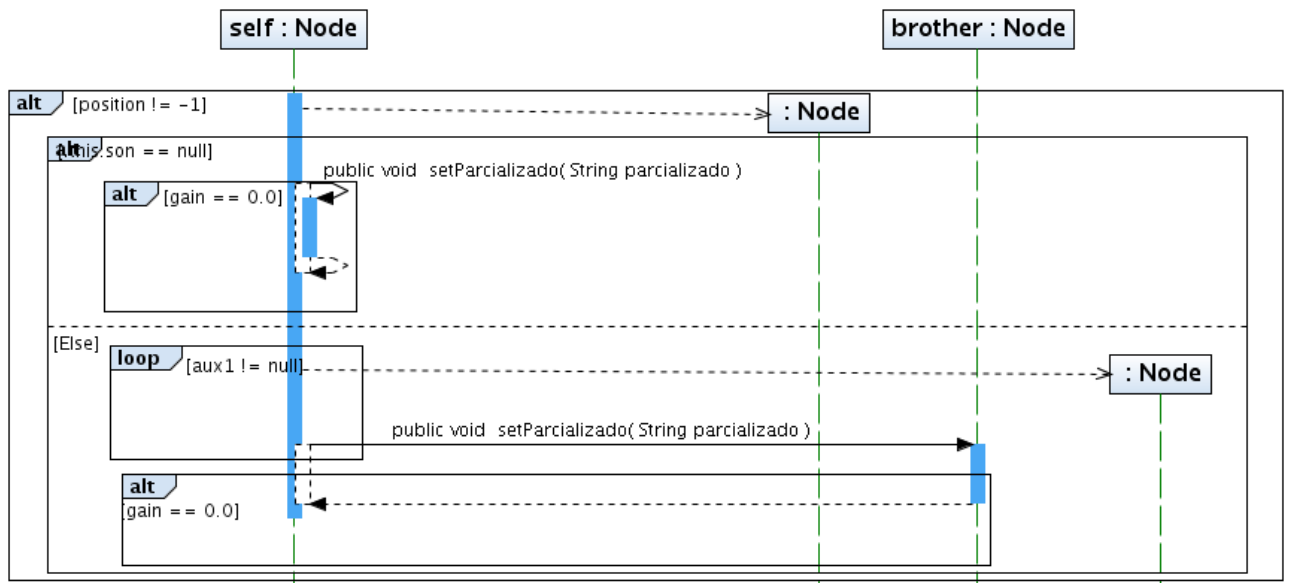 self : Node
brother : Node
alt [position != -1]
: Node
alt [this.son == null]
public void setParcializado( String parcializado )
alt [gain == 0.0]
[Else]
loop [aux1 != null]
: Node
public void setParcializado( String parcializado )
alt
[gain == 0.0]